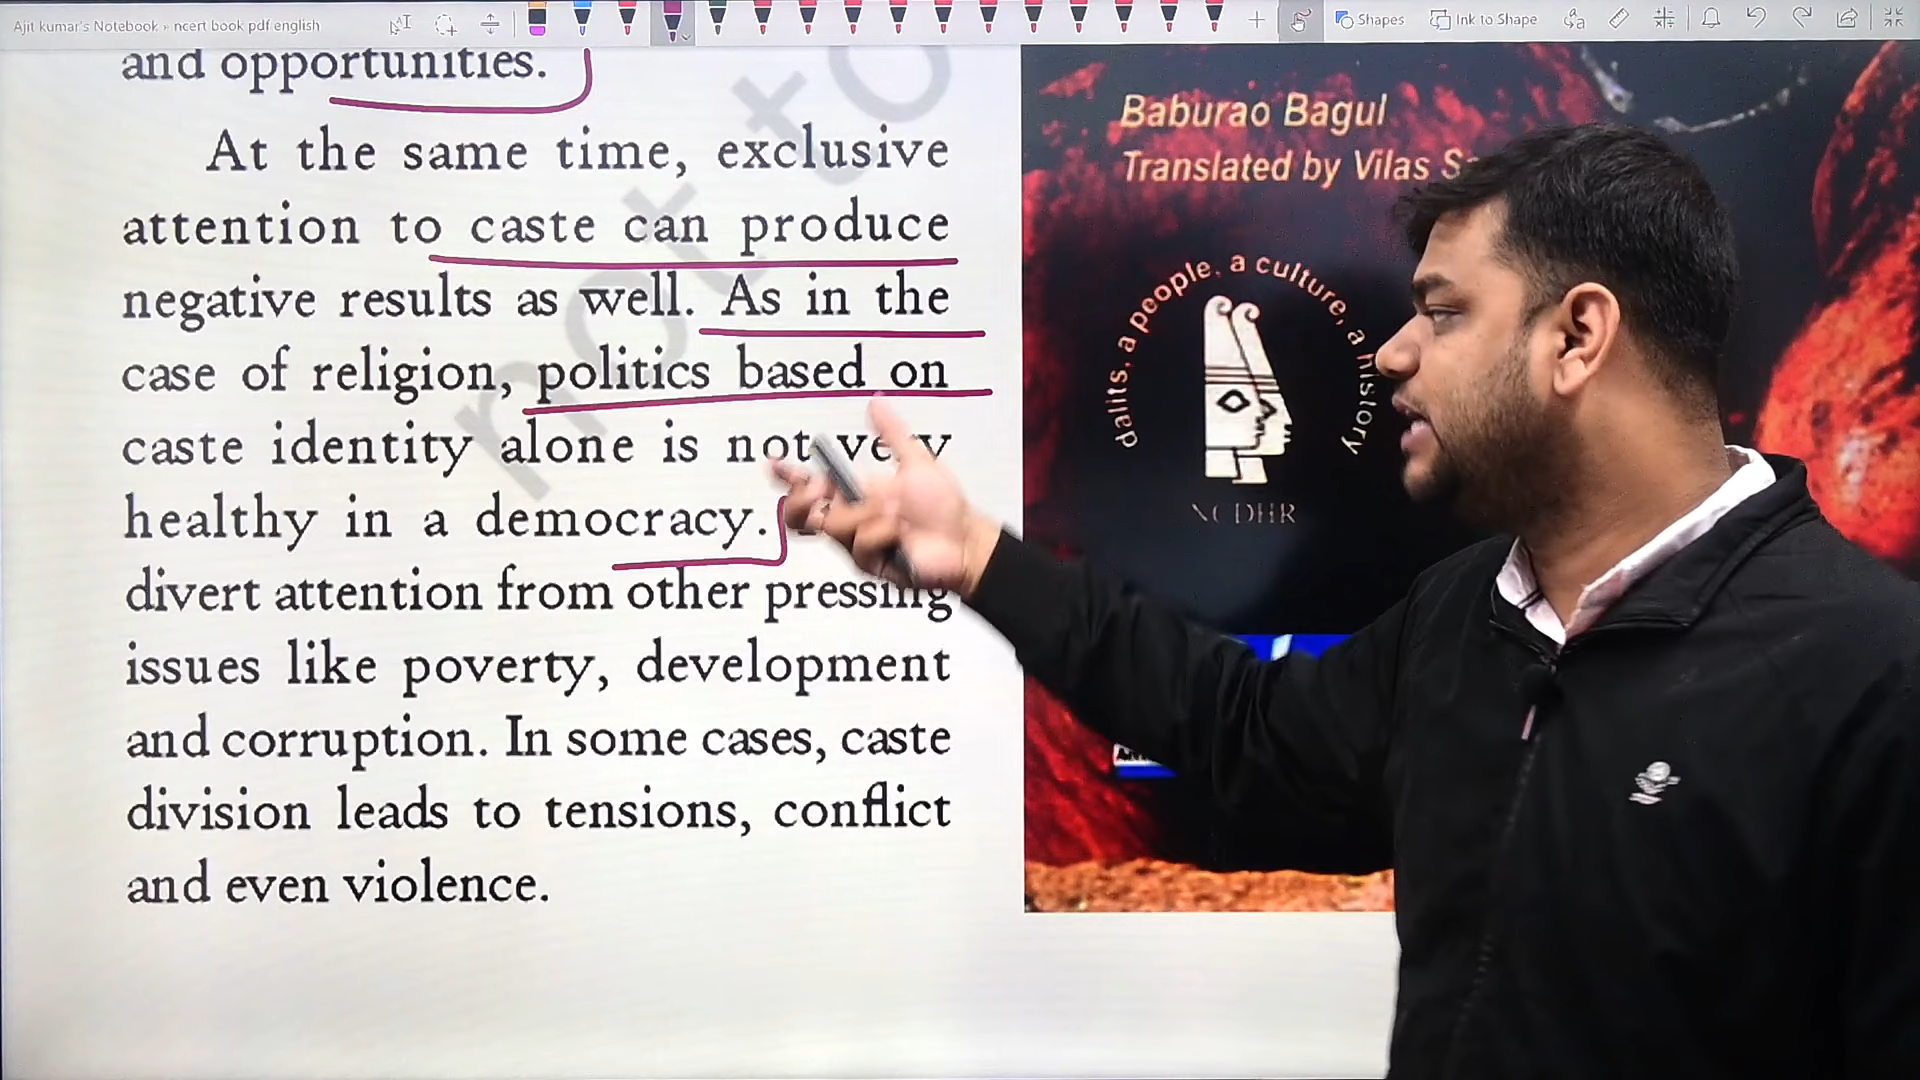 Ajit kumar's Notebook » ncert book pdf english
Shapes
Ink to Shape
and opportunities.
At the same time, exclusive
attention to caste can produce
negative results as well. As in the
case of religion, politics based on
caste identity alone is not very
healthy in a democracy.
divert attention from other pressing
issues like poverty, development
and corruption. In some cases, caste
division leads to tensions, conflict
and even violence.
not to
Baburao Bagul
Translated by Vilas
dalits, a people, a culture, a history
NCDHR